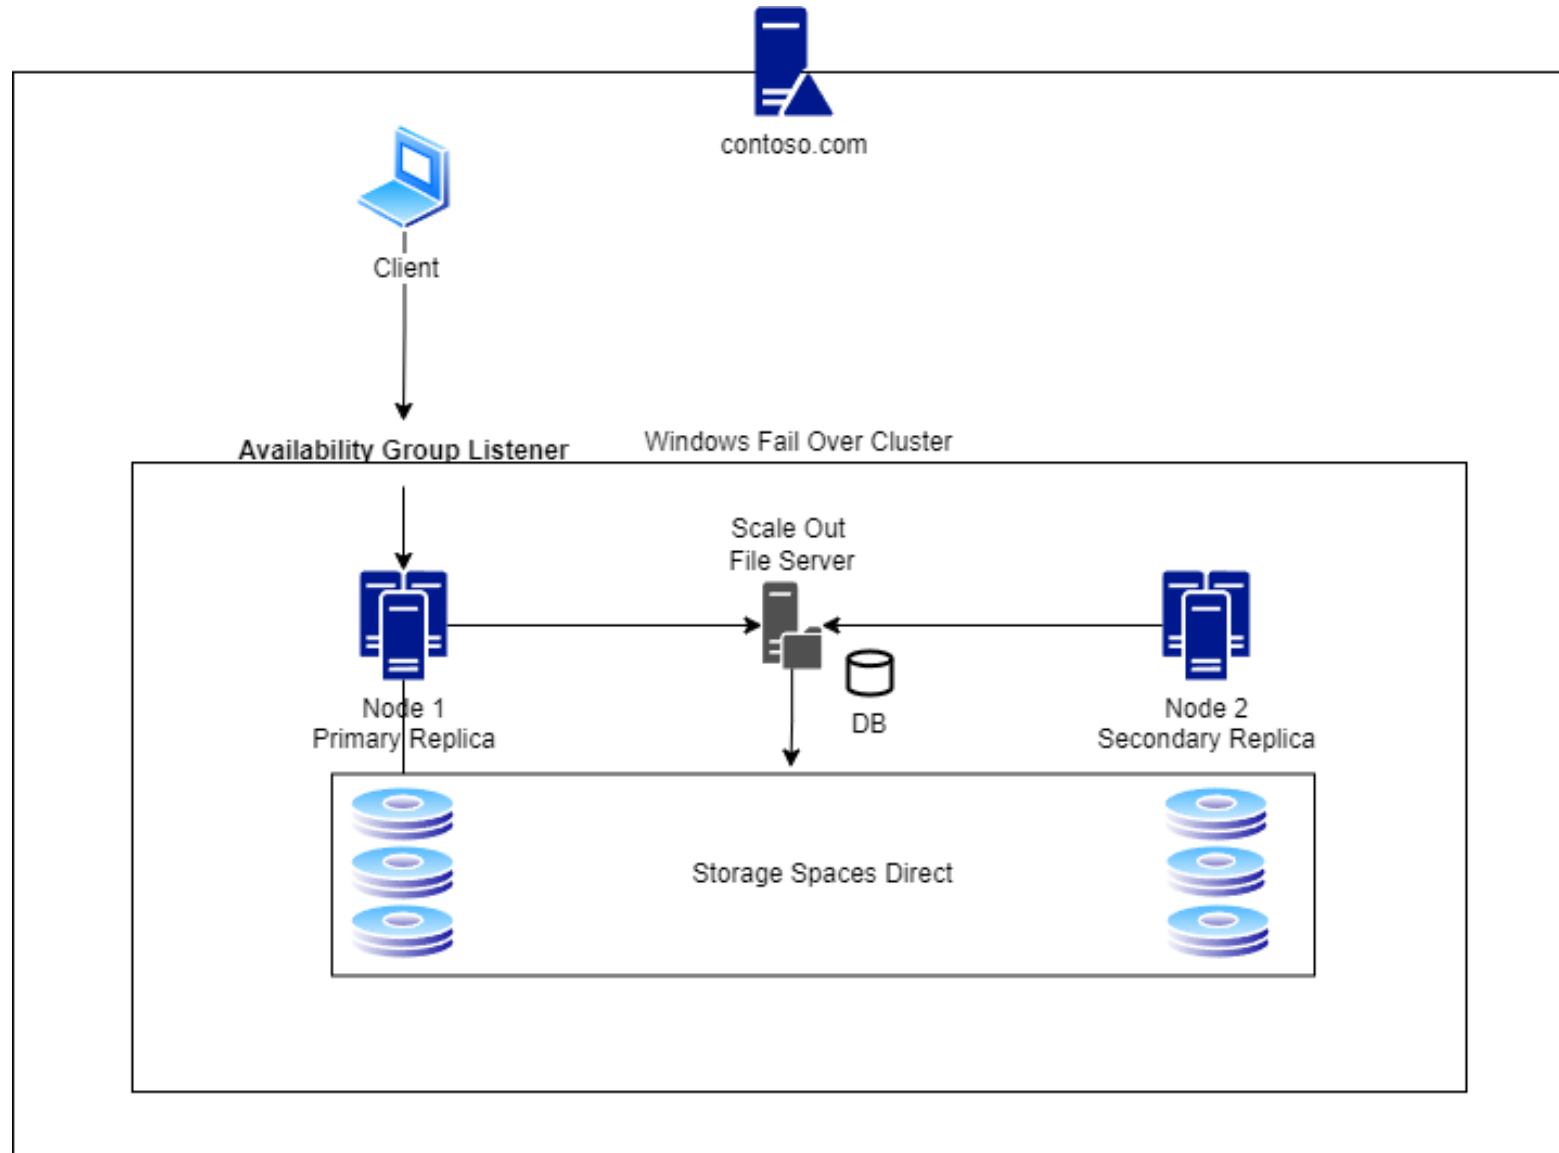 contoso.com
Client
Availability Group Listener
Windows Fail Over Cluster
Scale Out
File Server
DB
Node 1
Primary Replica
Node 2
Secondary Replica
Storage Spaces Direct